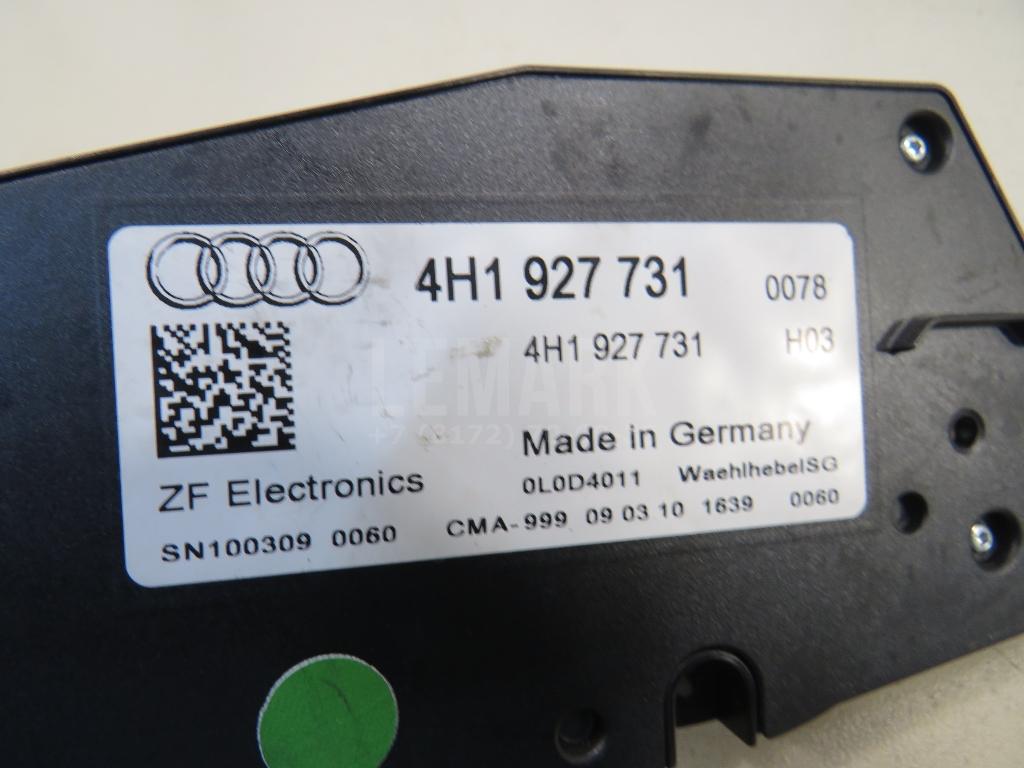 4H1 927 731 0078
4H1 927 731 H03
LEMARK
Made in Germany
ZF Electronics 0L0D4011 WaehlhebelSG
SN100309 0060 CMA-999 09 03 10 1639 0060